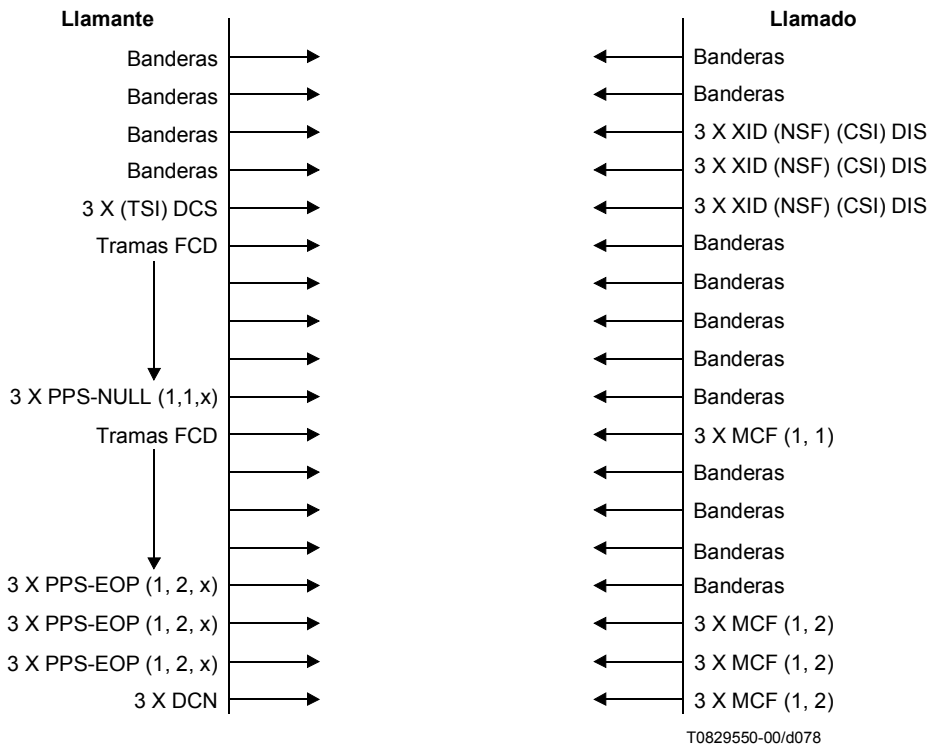 Llamante
Llamado
Banderas
Banderas
Banderas
Banderas
Banderas
3 X XID (NSF) (CSI) DIS
Banderas
3 X XID (NSF) (CSI) DIS
3 X (TSI) DCS
3 X XID (NSF) (CSI) DIS
Tramas FCD
Banderas
Banderas
Banderas
Banderas
3 X PPS-NULL (1,1,x)
Banderas
Tramas FCD
3 X MCF (1, 1)
Banderas
Banderas
Banderas
3 X PPS-EOP (1, 2, x)
Banderas
3 X PPS-EOP (1, 2, x)
3 X MCF (1, 2)
3 X PPS-EOP (1, 2, x)
3 X MCF (1, 2)
3 X DCN
3 X MCF (1, 2)
T0829550-00/d078